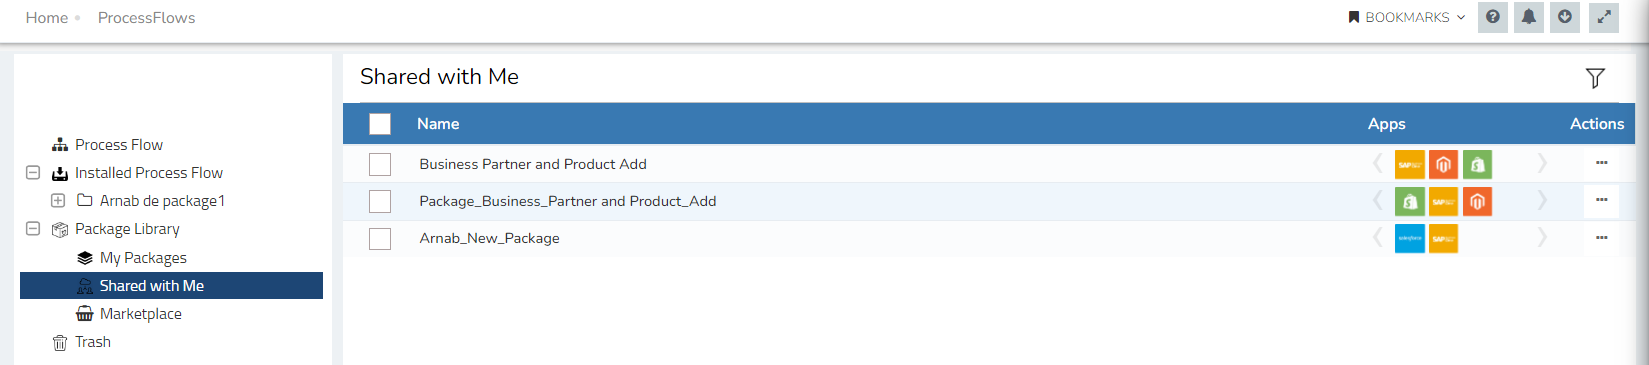 Home ProcessFlows BOOKMARKS
Shared with Me
Process Flow
Installed Process Flow
Arnab de package1
Package Library
My Packages
Shared with Me
Marketplace
Trash
Name Apps Actions
Business Partner and Product Add SAP
Package_Business_Partner and Product_Add SAP
Arnab_New_Package salesforce SAP